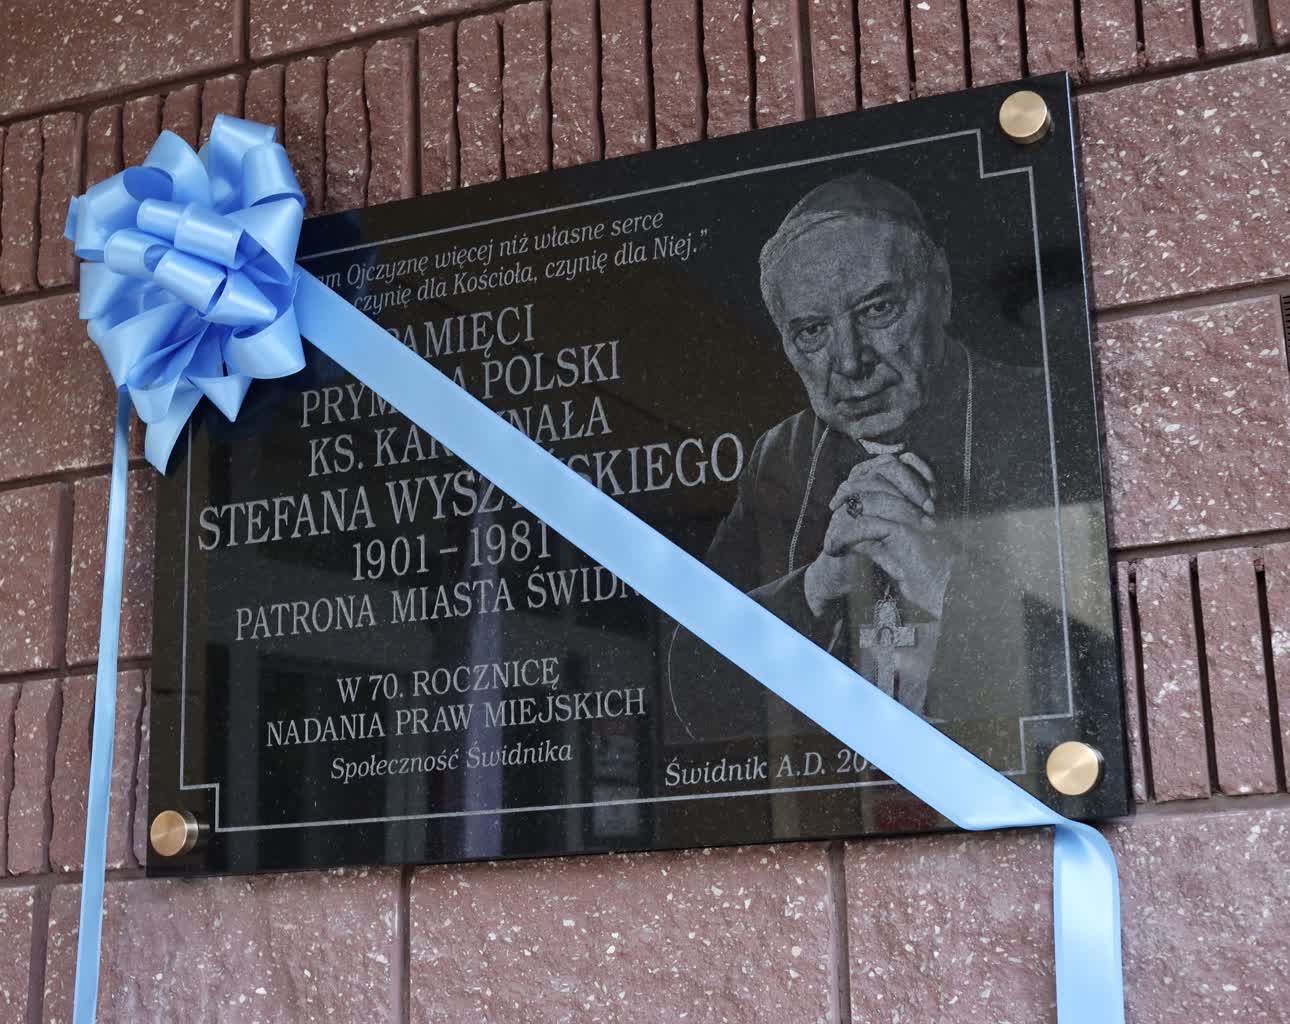 Ojczyznę więcej niż własne serce
czynię dla Kościoła, czynię dla Niej."
PAMIĘCI
POLSKI
KS.
STEFANA
1901 – 1981
PATRONA MIASTA
W 70. ROCZNICĘ
NADANIA PRAW MIEJSKICH
Społeczność Świdnika
Świdnik A.D.